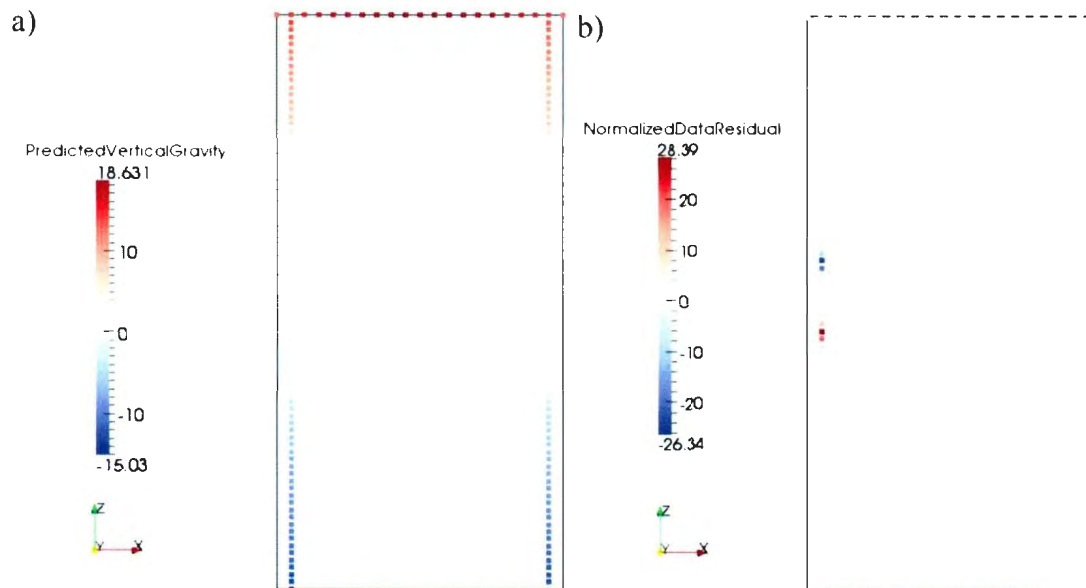 a)
PredictedVerticalGravity
18.631
10
0
-10
-15.03
Z
Y
X
b)
NormalizedDataResidual
28.39
20
10
0
-10
-20
-26.34
Z
Y
X